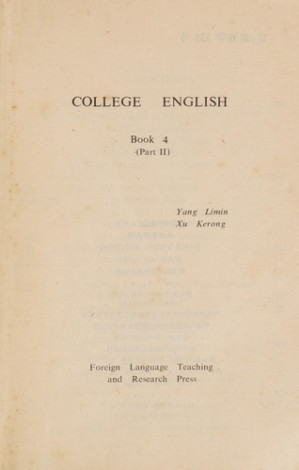 COLLEGE ENGLISH
Book 4
(Part II)
Yang Limin
Xu Kerong
Foreign Language Teaching
and Research Press